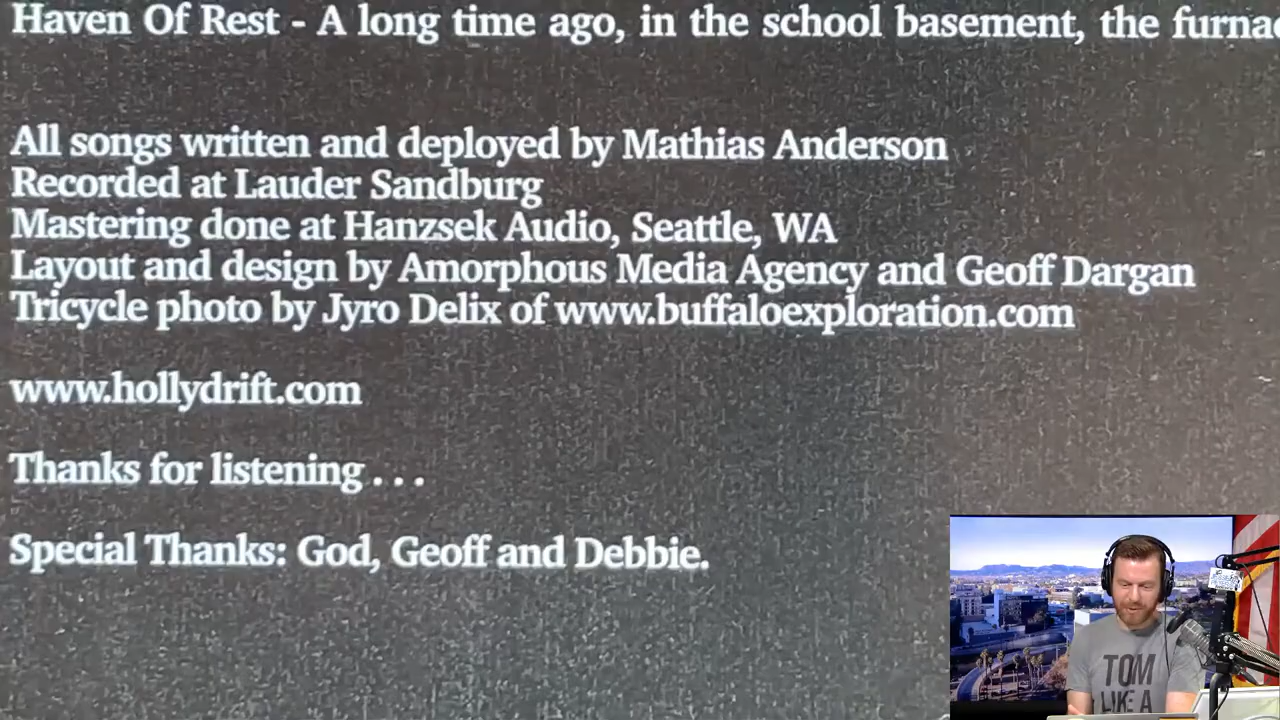 Haven Of Rest - A long time ago, in the school basement, the
All songs written and deployed by Mathias Anderson
Recorded at Lauder Sandburg
Mastering done at Hanzsek Audio, Seattle, WA
Layout and design by Amorphous Media Agency and Geoff Dargan
Tricycle photo by Jyro Delix of www.buffaloexploration.com
www.hollydrift.com
Thanks for listening . . .
Special Thanks: God, Geoff and Debbie.
TOM
LIKE A